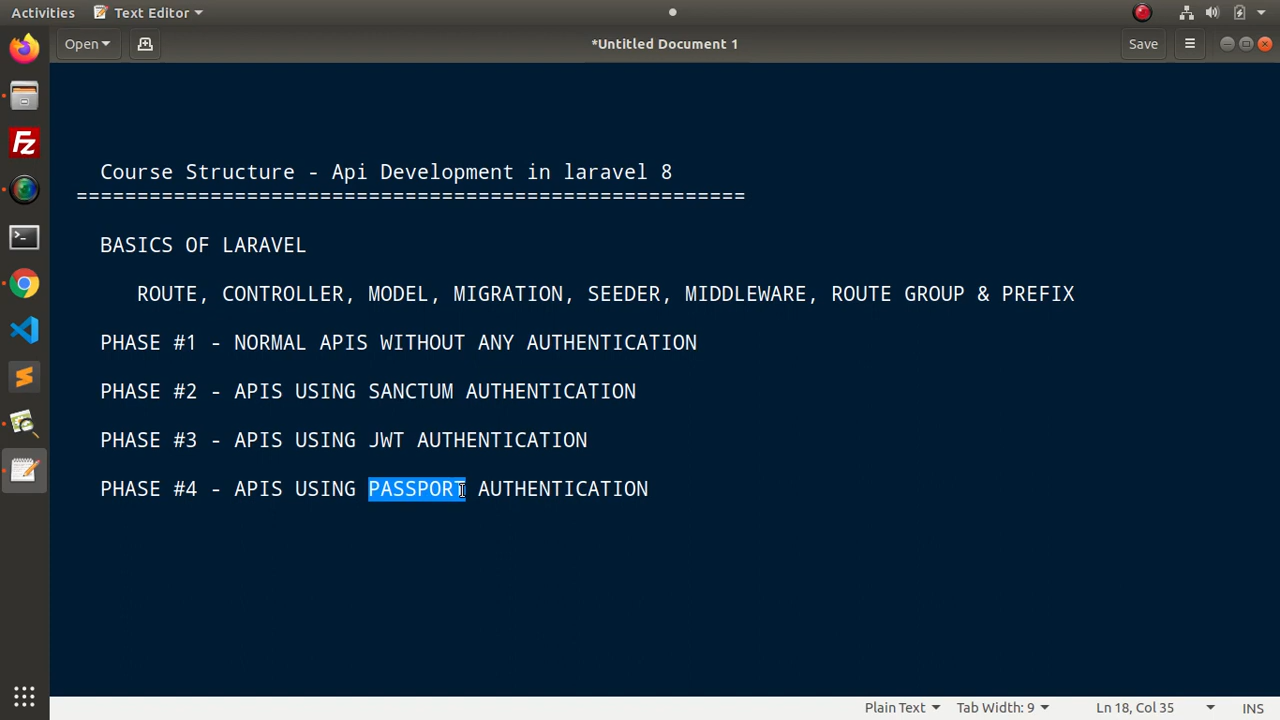 Activities Text Editor
Open *Untitled Document 1 Save
Course Structure - Api Development in laravel 8
=======================================================
BASICS OF LARAVEL
ROUTE, CONTROLLER, MODEL, MIGRATION, SEEDER, MIDDLEWARE, ROUTE GROUP & PREFIX
PHASE #1 - NORMAL APIS WITHOUT ANY AUTHENTICATION
PHASE #2 - APIS USING SANCTUM AUTHENTICATION
PHASE #3 - APIS USING JWT AUTHENTICATION
PHASE #4 - APIS USING PASSPORT AUTHENTICATION
Plain Text Tab Width: 9 Ln 18, Col 35 INS